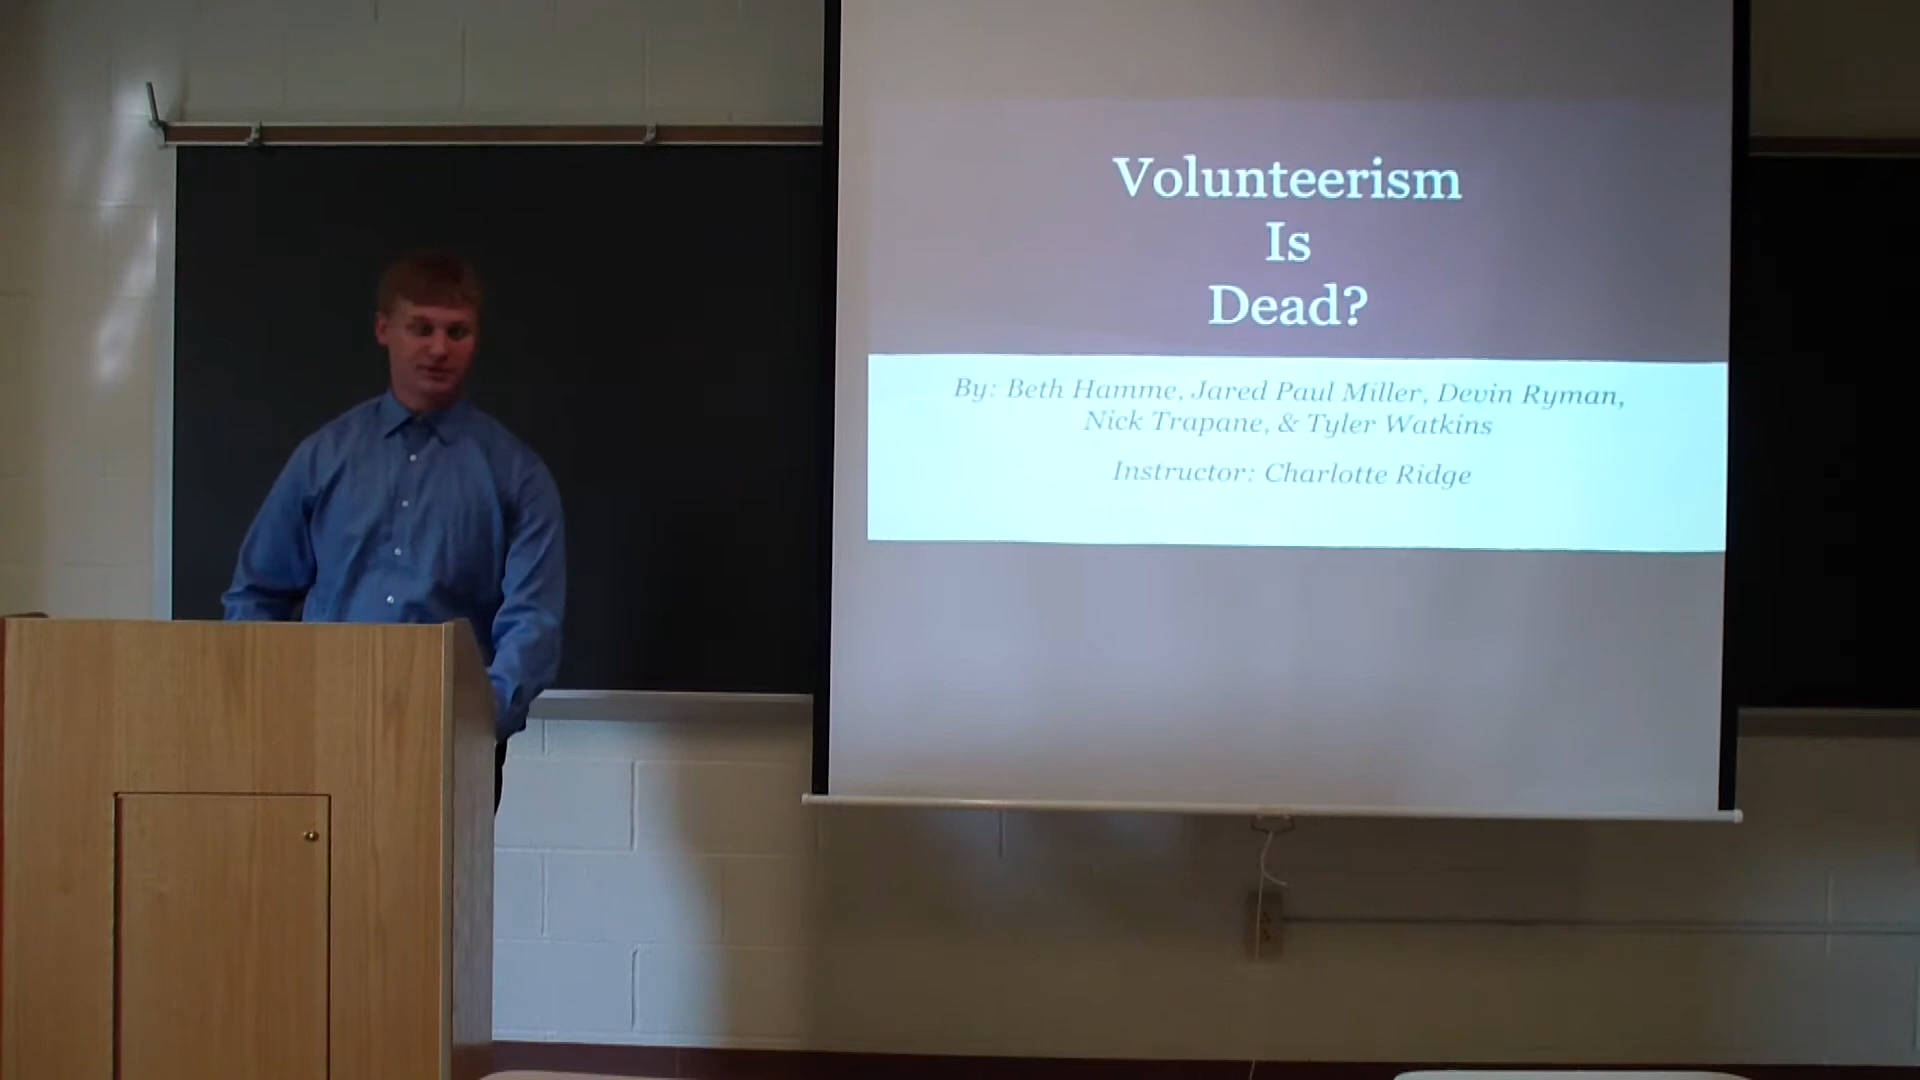 Volunteerism
Is
Dead?
By: Beth Hamme, Jared Paul Miller, Devin Ryman,
Nick Trapane, & Tyler Watkins
Instructor: Charlotte Ridge